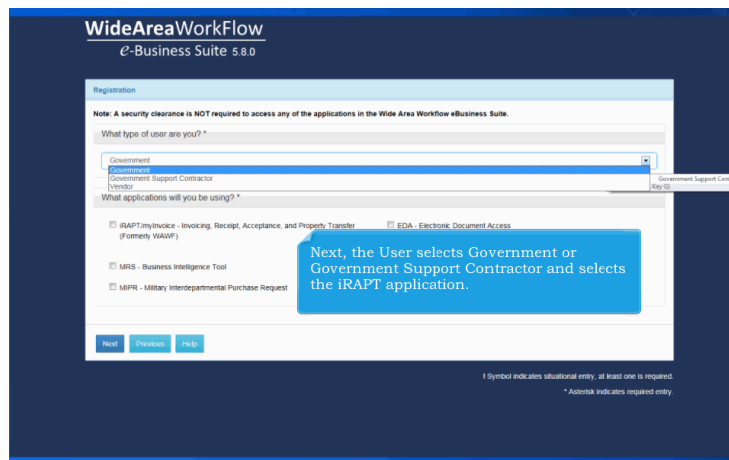 WideAreaWorkFlow
e-Business Suite 5.8.0
Registration
Note: A security clearance is NOT required to access any of the applications in the Wide Area Workflow eBusiness Suite.
What type of user are you? *
Government
Government
Government Support Contractor
Vendor
Government Support Con
Key G)
What applications will you be using? *
iRAPT/myInvoice - Invoicing, Receipt, Acceptance, and Property Transfer
(Formerly WAWF)
EDA - Electronic Document Access
MRS - Business Intelligence Tool
MIPR - Military Interdepartmental Purchase Request
Next, the User selects Government or
Government Support Contractor and selects
the iRAPT application.
Next
Previous
Help
! Symbol indicates situational entry, at least one is required.
* Asterisk indicates required entry.